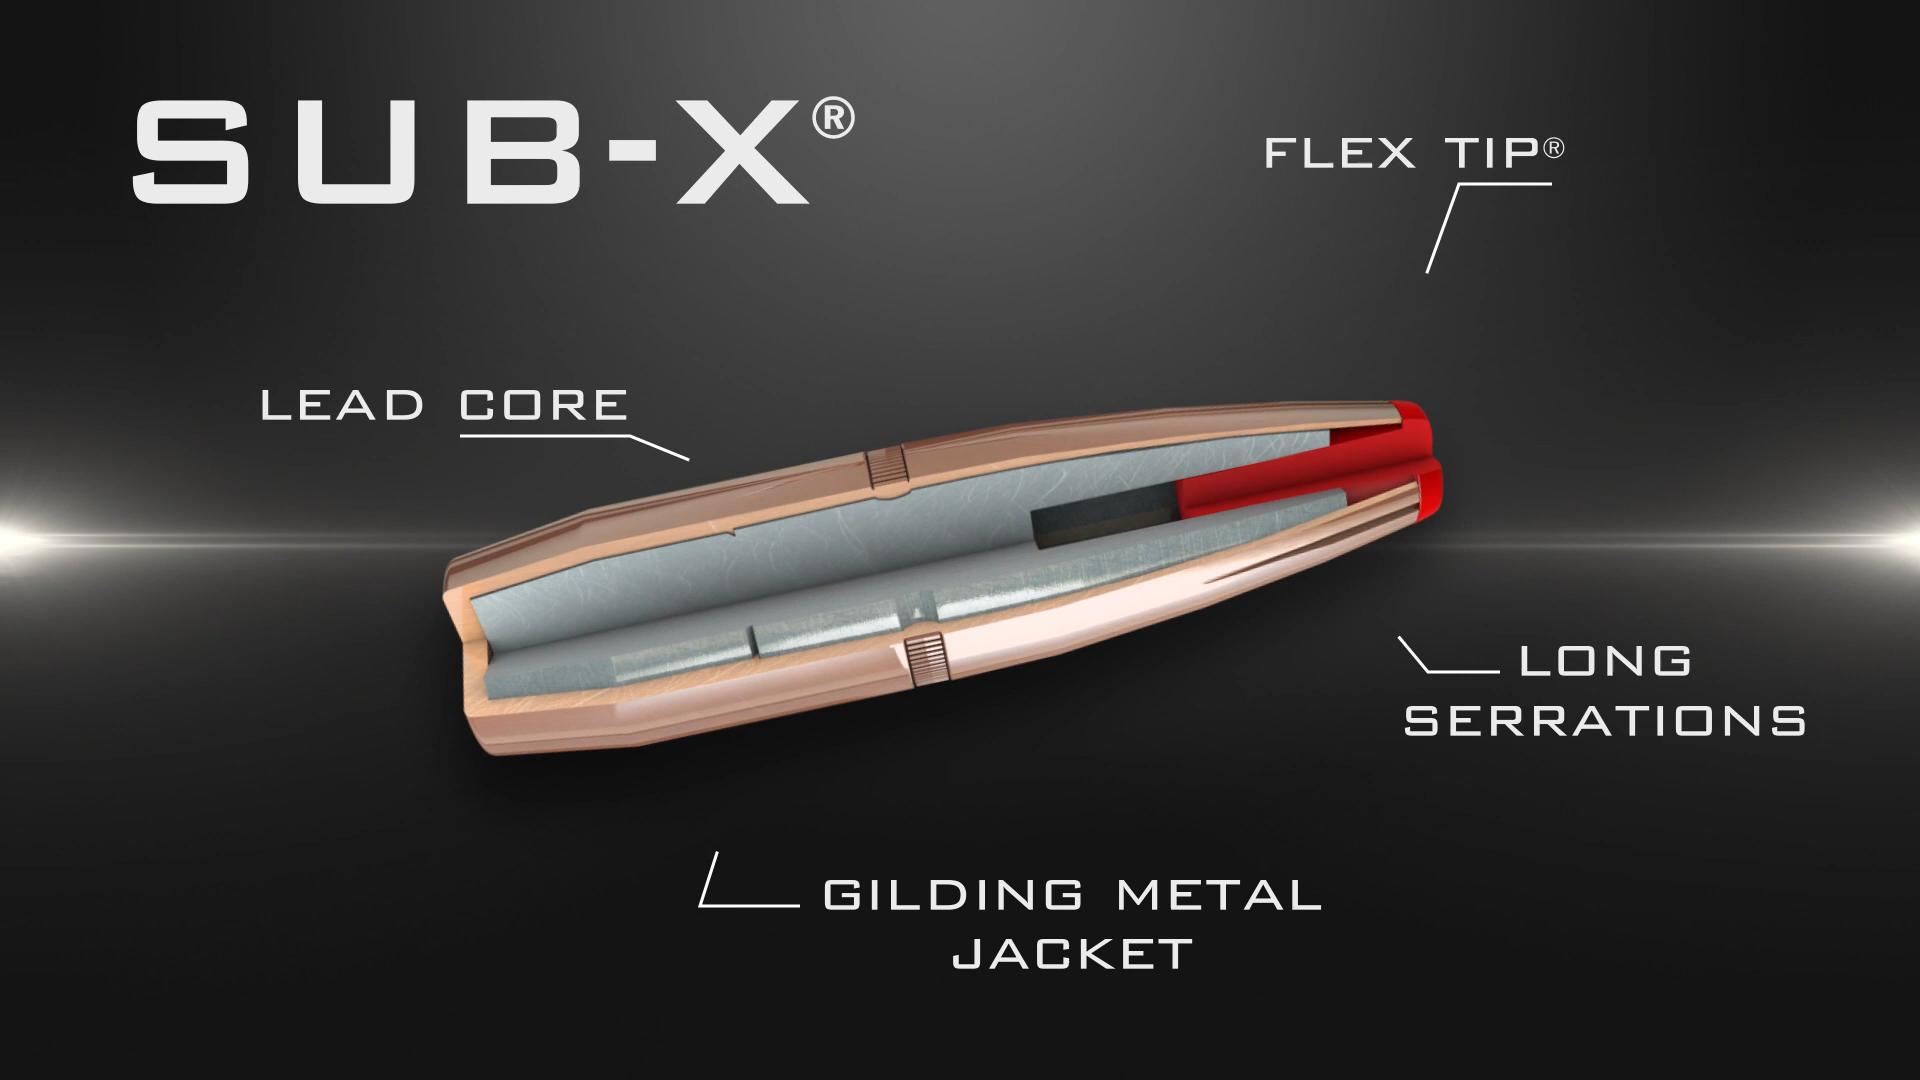 SUB-X®
FLEX TIP®
LEAD CORE
LONG
SERRATIONS
GILDING METAL
JACKET